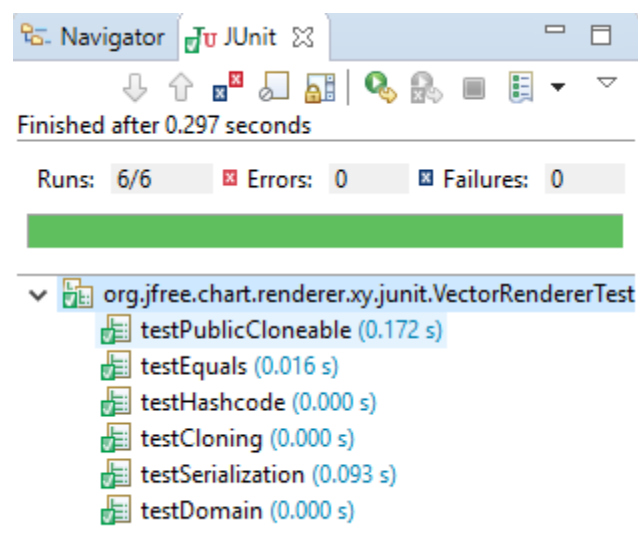 Navigator JUnit
Finished after 0.297 seconds
Runs: 6/6 Errors: 0 Failures: 0
org.jfree.chart.renderer.xy.junit.VectorRendererTest
testPublicCloneable (0.172 s)
testEquals (0.016 s)
testHashcode (0.000 s)
testCloning (0.000 s)
testSerialization (0.093 s)
testDomain (0.000 s)